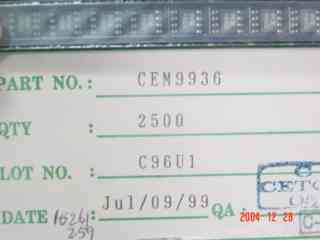 PART NO.: CEM9936
QTY : 2500
LOT NO. : C96U1
DATE : Jul/09/99 QA :
2004 12 28